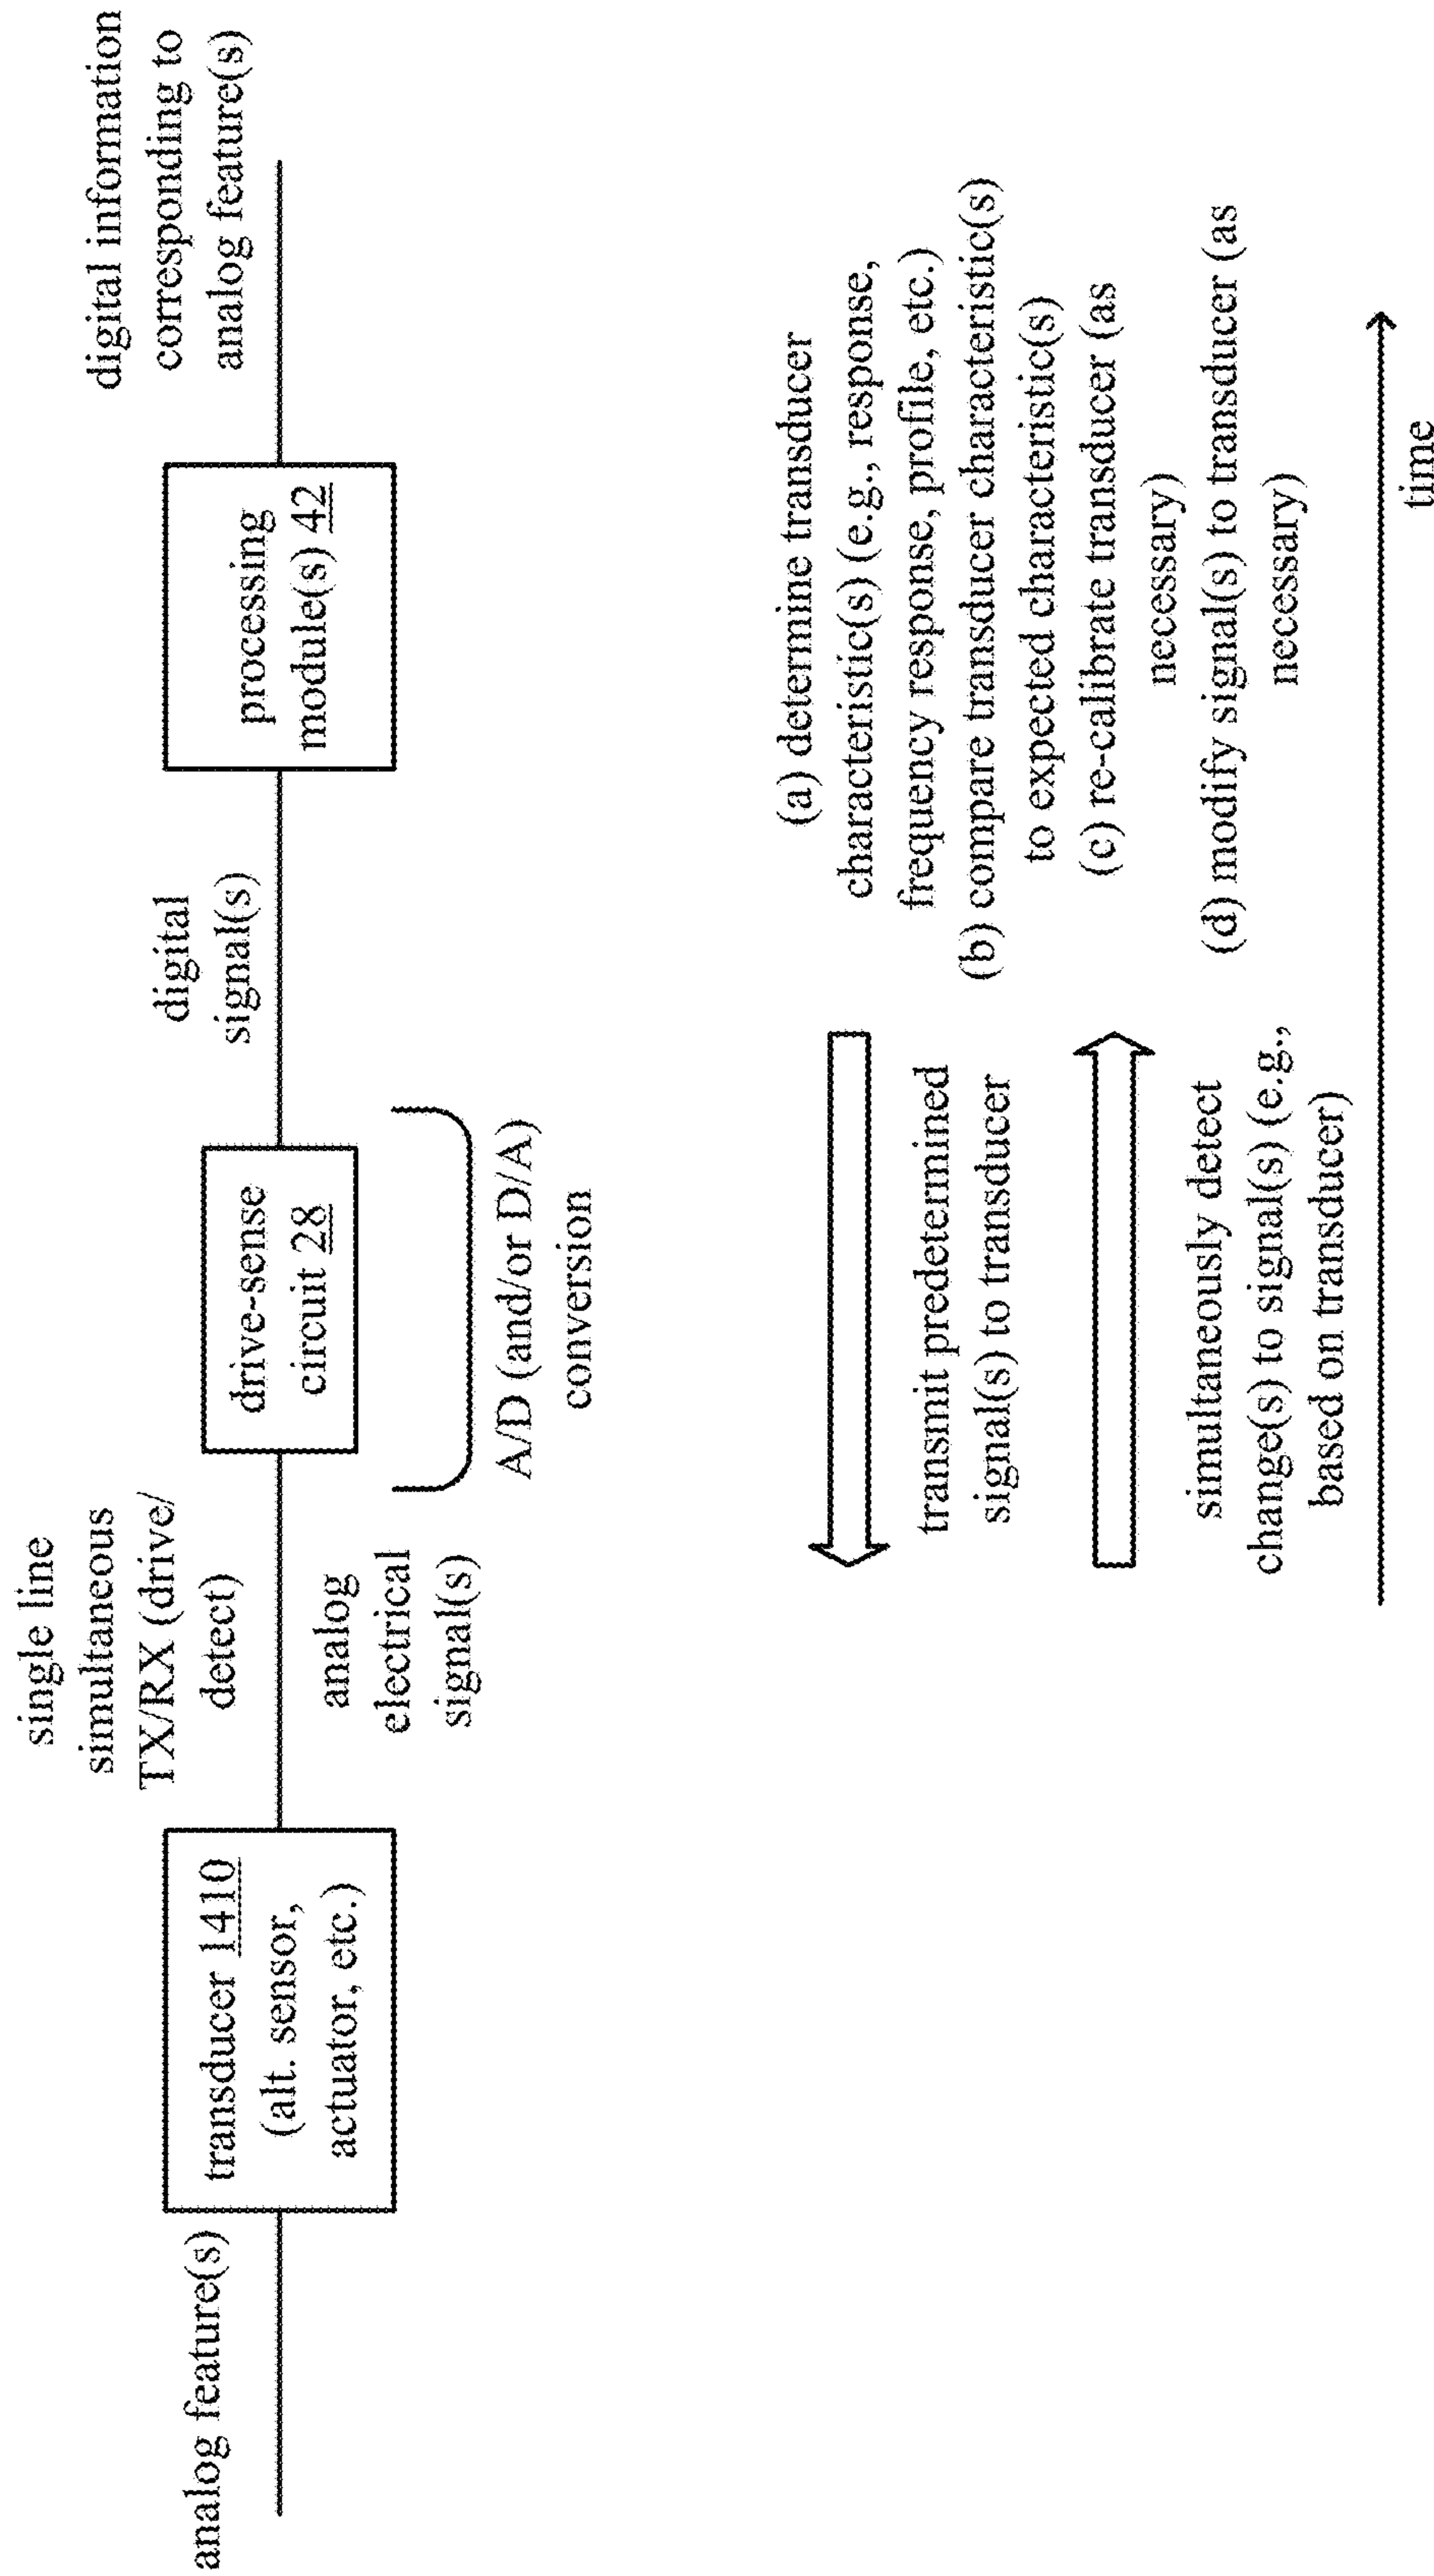 analog feature(s)
transducer 1410
(alt. sensor,
actuator, etc.)
single line
simultaneous
TX/RX (drive/
detect)
analog
electrical
signal(s)
drive-sense
circuit 28
A/D (and/or D/A)
conversion
digital
signal(s)
processing
module(s) 42
digital information
corresponding to
analog feature(s)
transmit predetermined
signal(s) to transducer
simultaneously detect
change(s) to signal(s) (e.g.,
based on transducer)
(a) determine transducer
characteristic(s) (e.g., response,
frequency response, profile, etc.)
(b) compare transducer characteristic(s)
to expected characteristic(s)
(c) re-calibrate transducer (as
necessary)
(d) modify signal(s) to transducer (as
necessary)
time